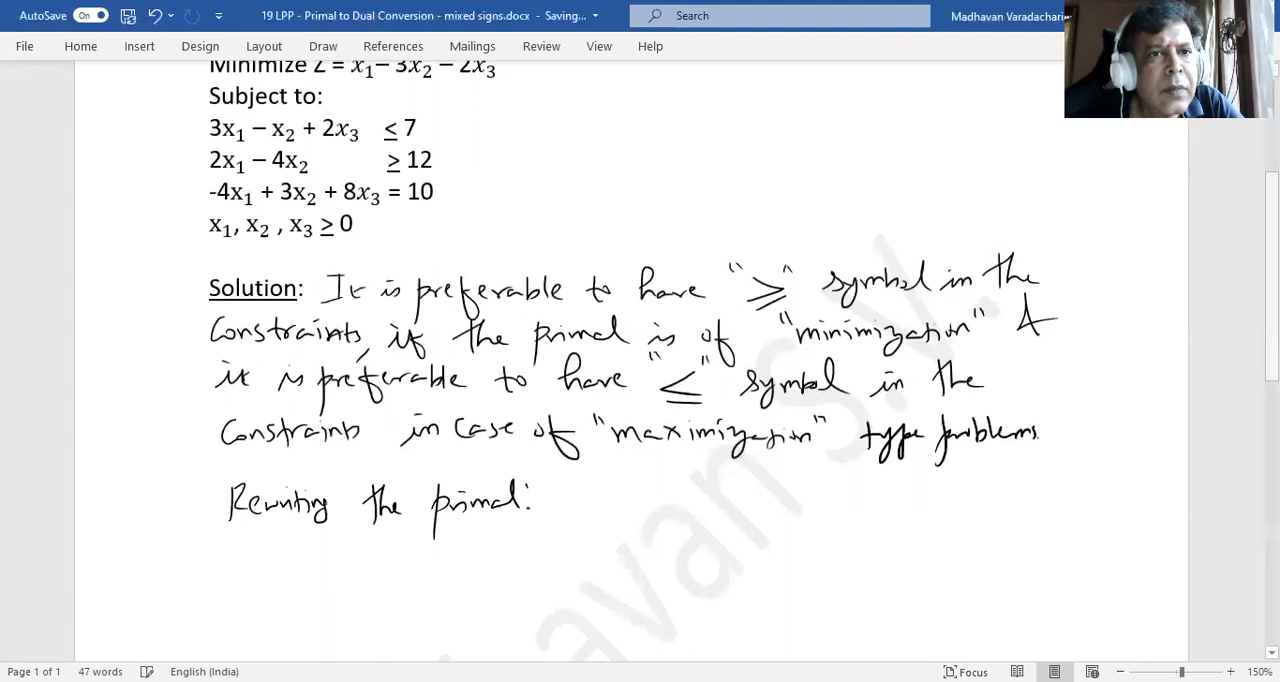 AutoSave On 19 LPP - Primal to Dual Conversion - mixed signs.docx - Saving... Search Madhavan Varadachari
File Home Insert Design Layout Draw References Mailings Review View Help
Minimize Z = x₁ – 3x₂ – 2x₃
Subject to:
3x₁ – x₂ + 2x₃ ≤ 7
2x₁ – 4x₂ ≥ 12
-4x₁ + 3x₂ + 8x₃ = 10
x₁, x₂ , x₃ ≥ 0
Solution: It is preferable to have "≥" symbol in the
constraints, if the primal is of "minimization" &
it is preferable to have "≤" symbol in the
constraints in case of "maximization" type problems.
Rewriting the primal:
avan S.V.
Page 1 of 1 47 words English (India) Focus 150%